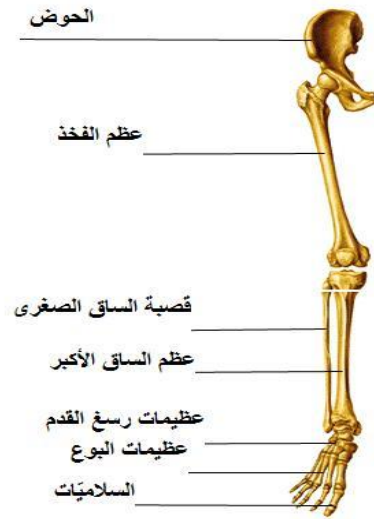 الحوض
عظم الفخذ
قصبة الساق الصغرى
عظم الساق الأكبر
عظيمات رسغ القدم
عظيمات البوع
السلاميّات